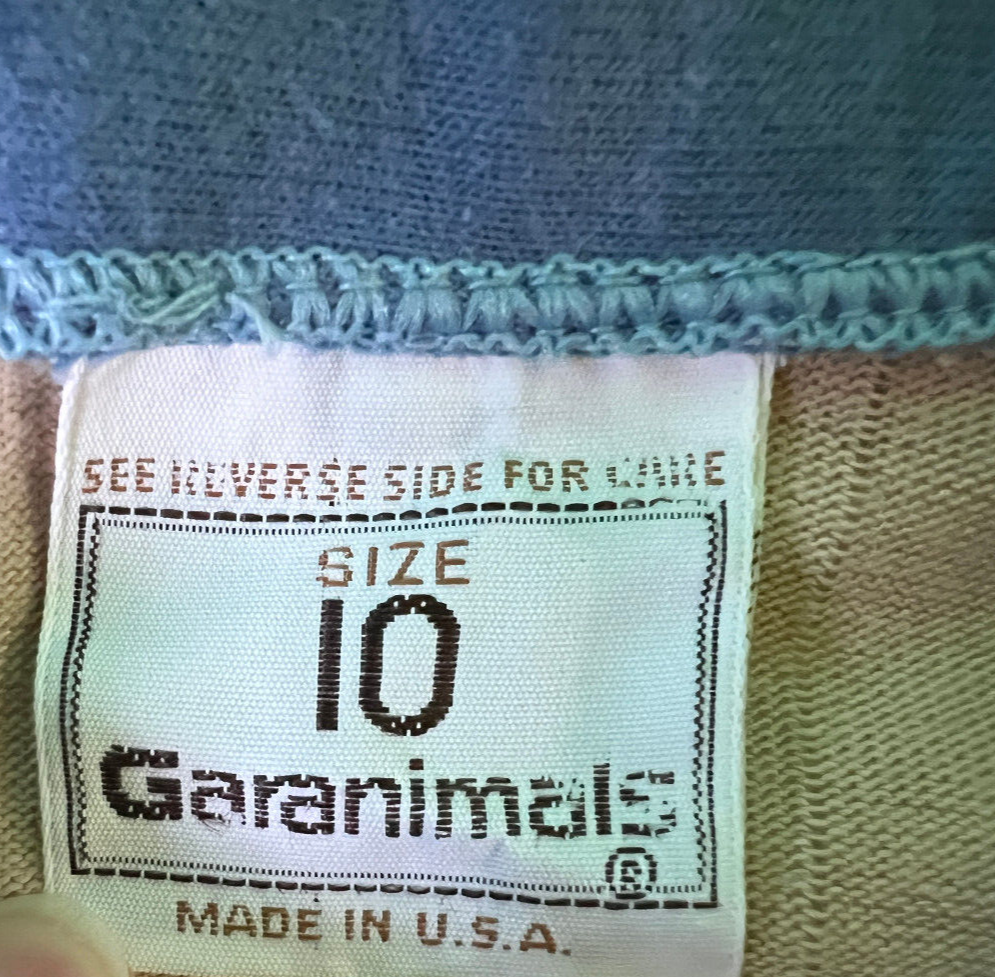 SEE REVERSE SIDE FOR CARE
SIZE
10
Garanimals
®
MADE IN U.S.A.